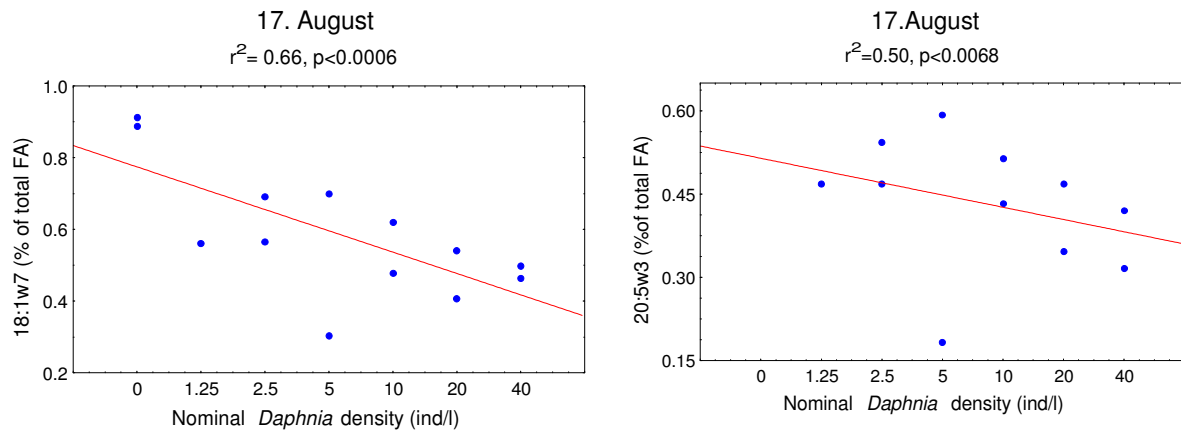 17. August
r²= 0.66, p<0.0006
18:1w7 (% of total FA)
1.0
0.8
0.6
0.4
0.2
0 1.25 2.5 5 10 20 40
Nominal Daphnia density (ind/l)
17.August
r²=0.50, p<0.0068
20:5w3 (%of total FA)
0.60
0.45
0.30
0.15
0 1.25 2.5 5 10 20 40
Nominal Daphnia density (ind/l)